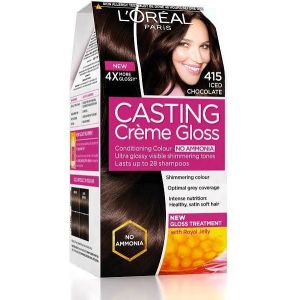 L'ORÉAL
PARIS
NEW
4X MORE
GLOSSY*
415
ICED
CHOCOLATE
CASTING
Crème Gloss
Conditioning Colour NO AMMONIA
Ultra glossy visible shimmering tones
Lasts up to 28 shampoos
Shimmering colour
Optimal grey coverage
Intense nutrition:
Healthy, satin soft hair
NEW
GLOSS TREATMENT
with Royal Jelly
NO
AMMONIA